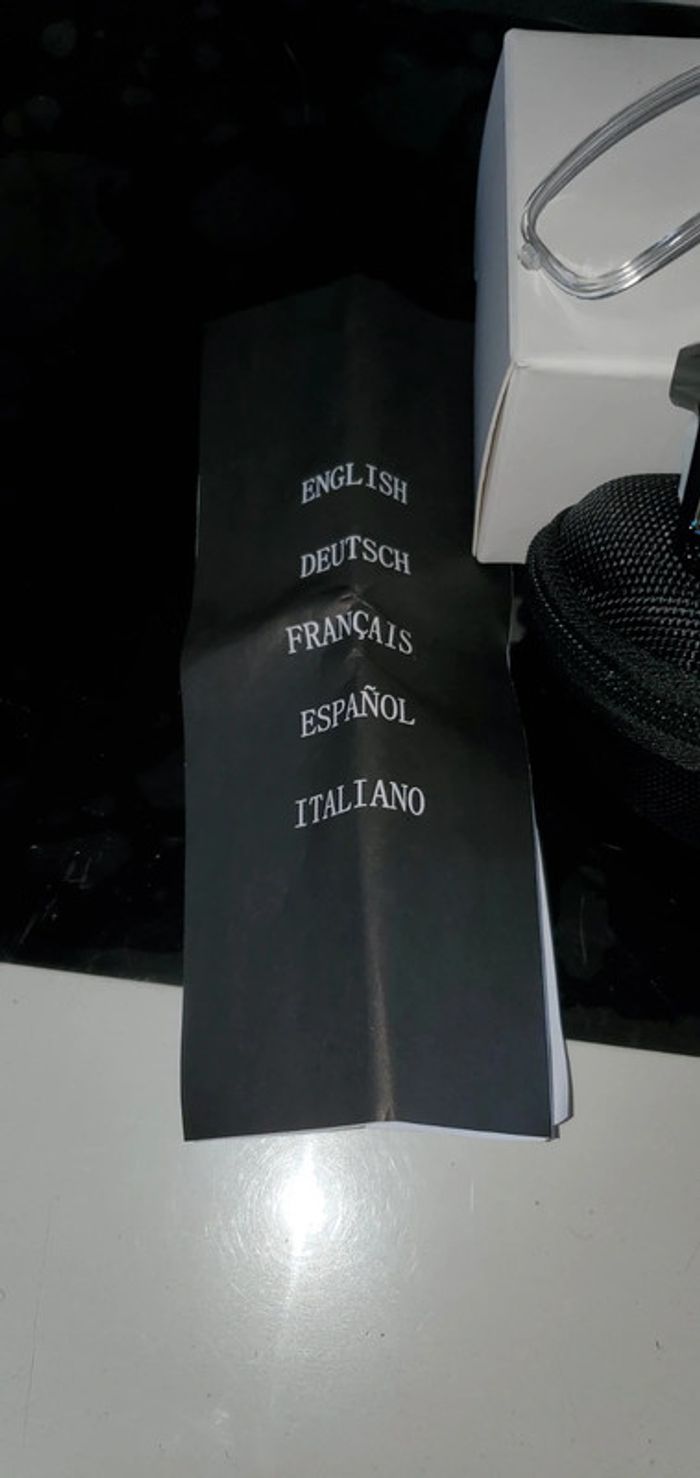 ENGLISH
DEUTSCH
FRANÇAIS
ESPAÑOL
ITALIANO